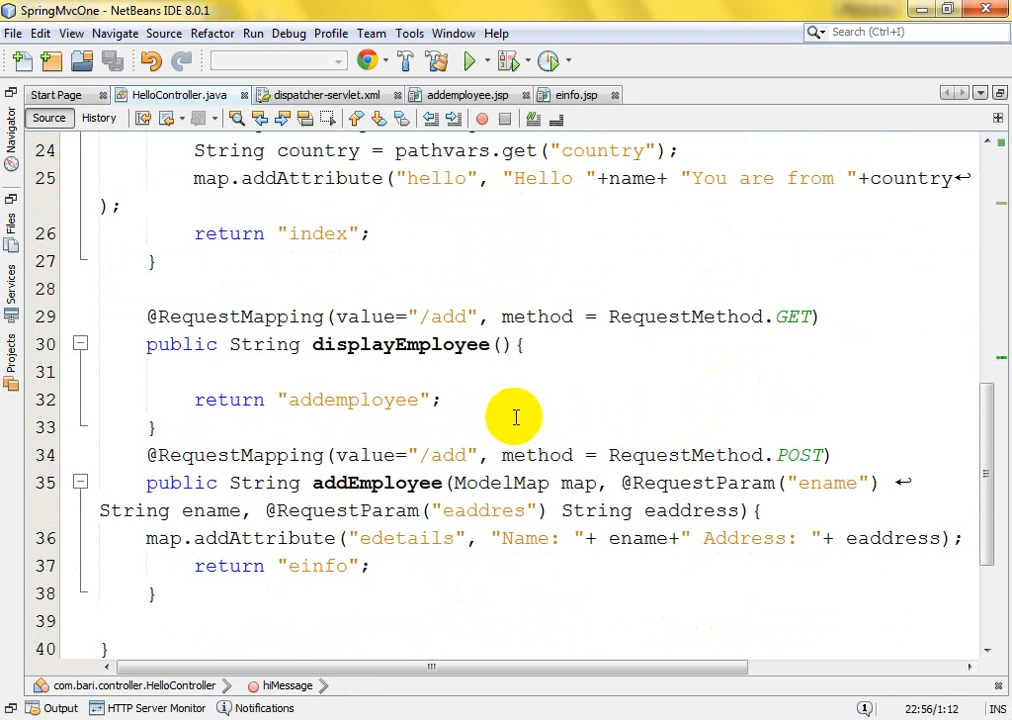 SpringMvcOne - NetBeans IDE 8.0.1
File Edit View Navigate Source Refactor Run Debug Profile Team Tools Window Help
Search (Ctrl+I)
Start Page HelloController.java dispatcher-servlet.xml addemployee.jsp einfo.jsp
Source History
Navigator
Files
Services
Projects
24 String country = pathvars.get("country");
25 map.addAttribute("hello", "Hello "+name+ "You are from "+country↩
);
26 return "index";
27 }
28
29 @RequestMapping(value="/add", method = RequestMethod.GET)
30 public String displayEmployee(){
31
32 return "addemployee";
33 }
34 @RequestMapping(value="/add", method = RequestMethod.POST)
35 public String addEmployee(ModelMap map, @RequestParam("ename") ↩
String ename, @RequestParam("eaddres") String eaddress){
36 map.addAttribute("edetails", "Name: "+ ename+" Address: "+ eaddress);
37 return "einfo";
38 }
39
40 }
com.bari.controller.HelloController hiMessage
Output HTTP Server Monitor Notifications 22:56/1:12 INS